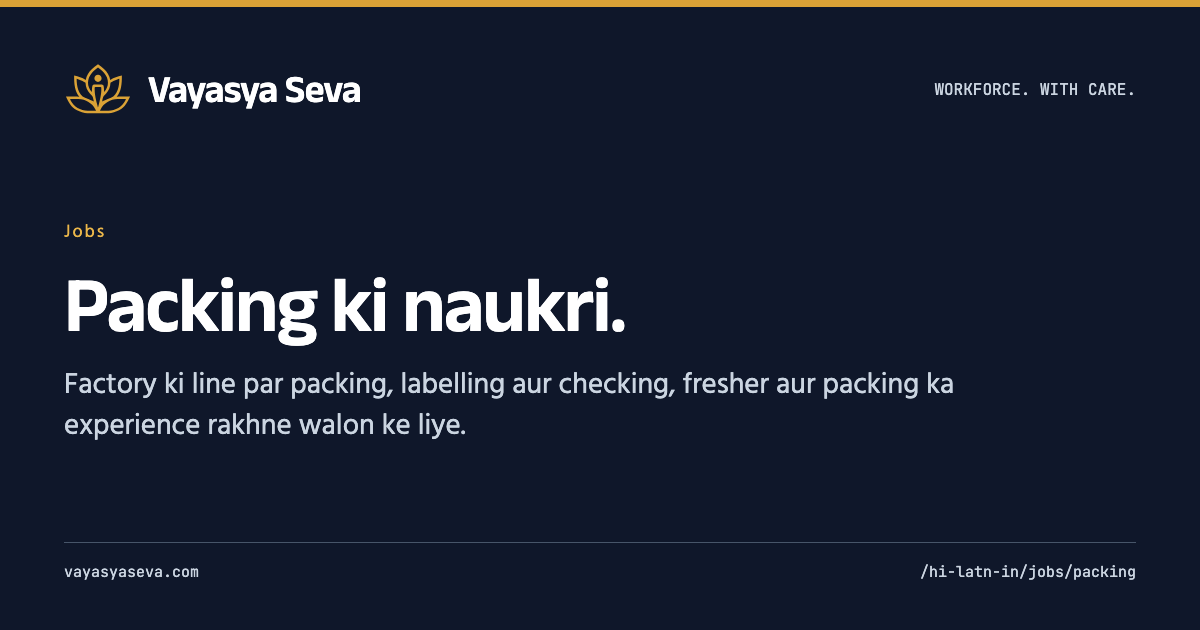 Vayasya Seva
WORKFORCE. WITH CARE.
Jobs
Packing ki naukri.
Factory ki line par packing, labelling aur checking, fresher aur packing ka
experience rakhne walon ke liye.
vayasyaseva.com
/hi-latn-in/jobs/packing